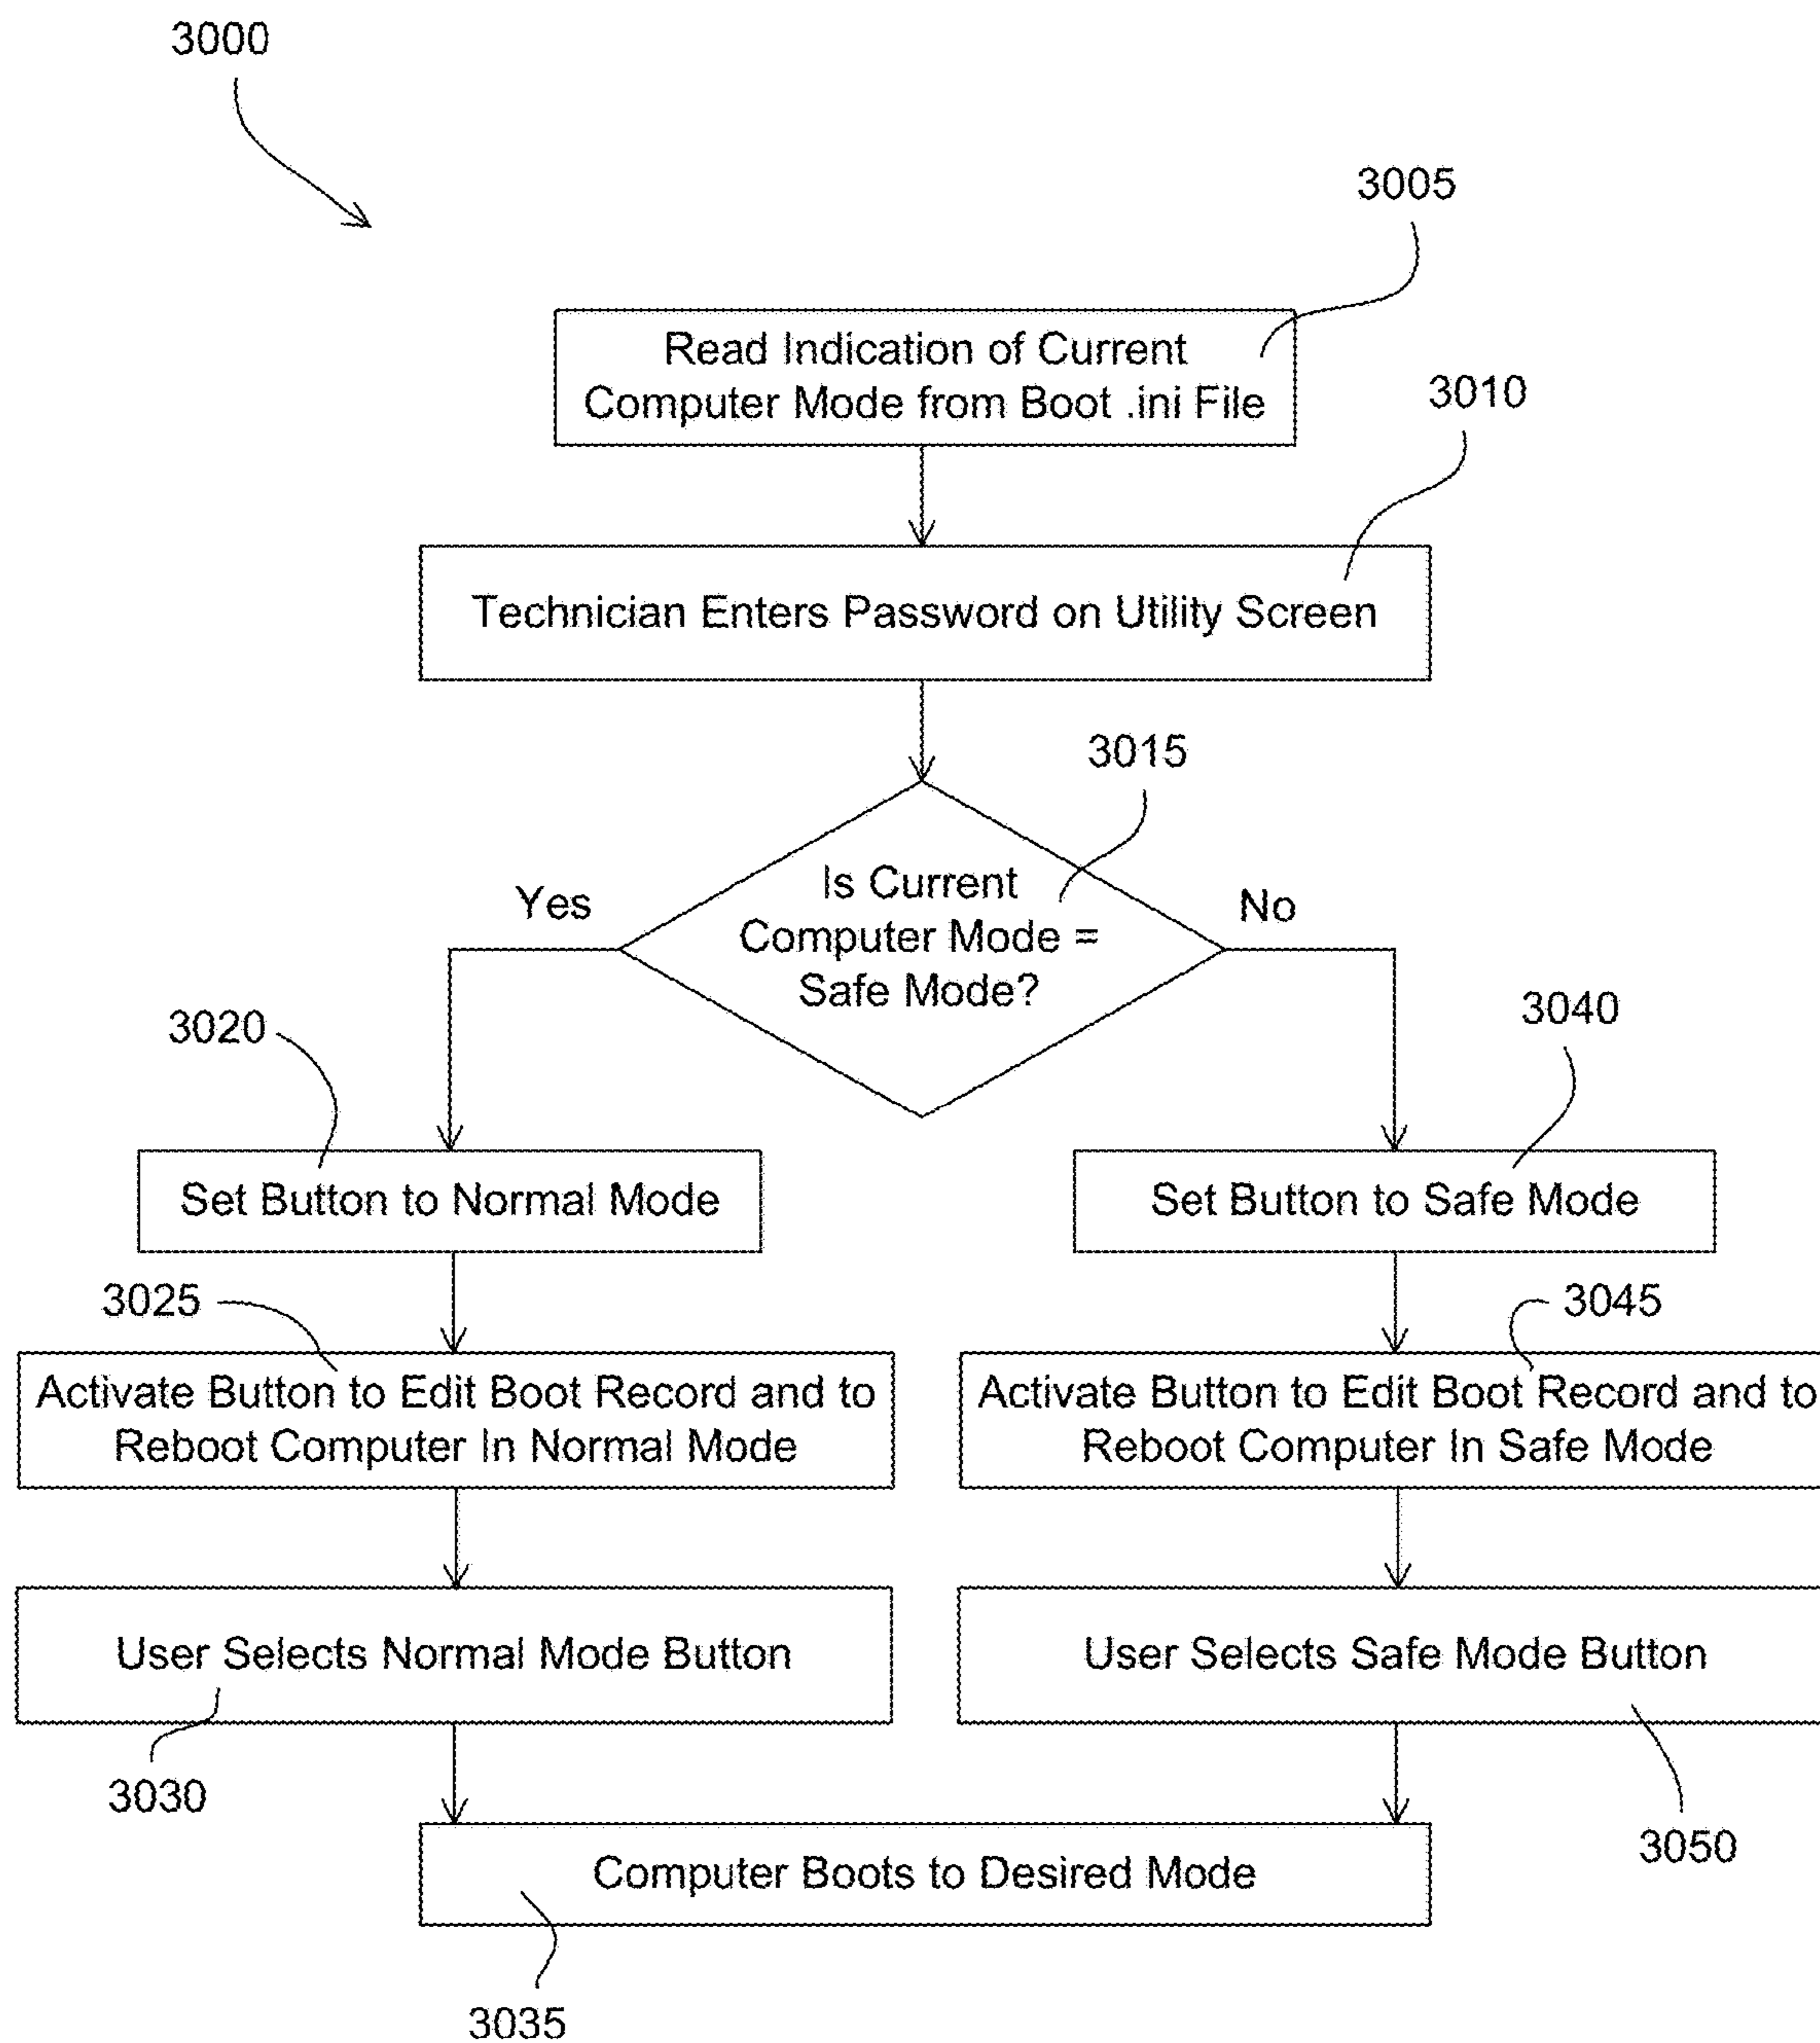 3000
3005
Read Indication of Current
Computer Mode from Boot .ini File
3010
Technician Enters Password on Utility Screen
3015
Is Current
Computer Mode =
Safe Mode?
Yes
No
3020
3040
Set Button to Normal Mode
Set Button to Safe Mode
3025
3045
Activate Button to Edit Boot Record and to
Reboot Computer In Normal Mode
Activate Button to Edit Boot Record and to
Reboot Computer In Safe Mode
User Selects Normal Mode Button
User Selects Safe Mode Button
3030
3050
Computer Boots to Desired Mode
3035